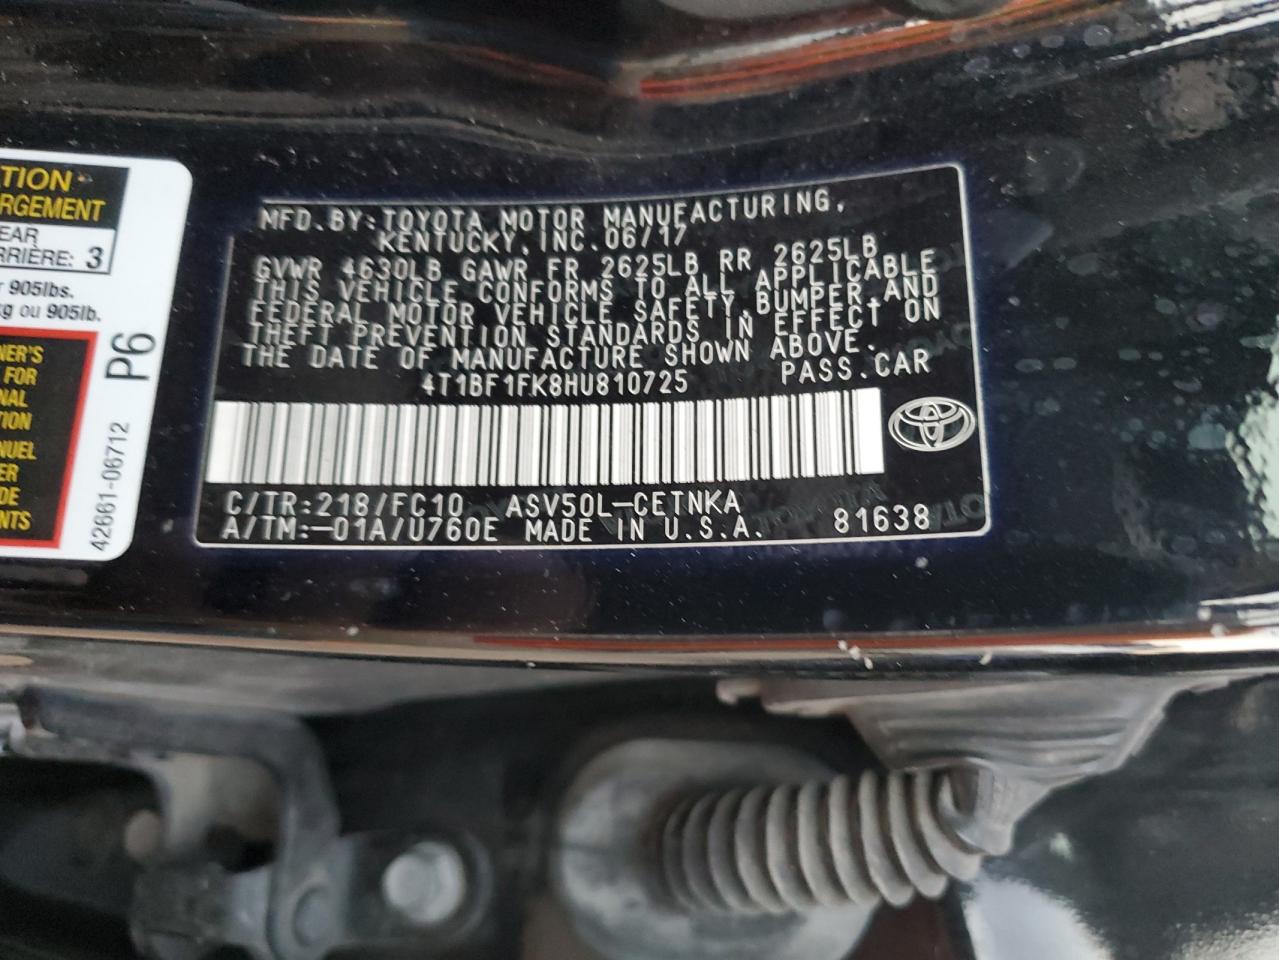 TION
RGEMENT
EAR
RRIÈRE: 3
905lbs.
kg ou 905lb.
NER'S
FOR
NAL
TION
NUEL
ER
DE
ENTS
P6
42661-06712
MFD.BY:TOYOTA MOTOR MANUFACTURING,
KENTUCKY,INC.06/17
GVWR 4630LB GAWR FR 2625LB RR 2625LB
THIS VEHICLE CONFORMS TO ALL APPLICABLE
FEDERAL MOTOR VEHICLE SAFETY,BUMPER,AND
THEFT PREVENTION STANDARDS IN EFFECT ON
THE DATE OF MANUFACTURE SHOWN ABOVE.
4T1BF1FK8HU810725 PASS.CAR
C/TR:218/FC10 ASV50L-CETNKA
A/TM:-01A/U760E MADE IN U.S.A. 81638